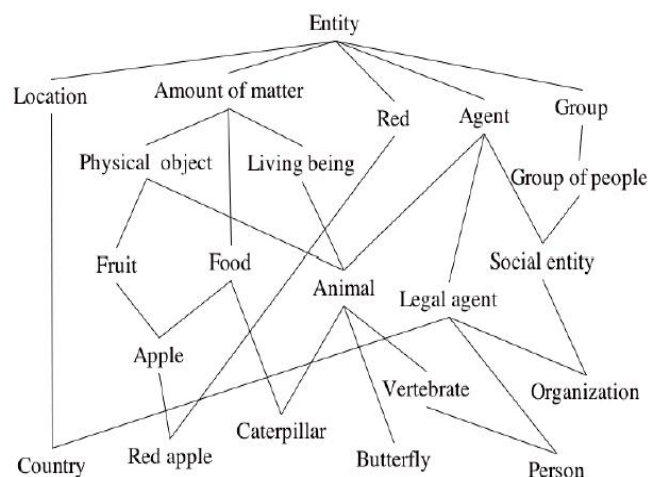 Entity
Location
Amount of matter
Red
Agent
Group
Physical object
Living being
Group of people
Fruit
Food
Animal
Legal agent
Social entity
Apple
Vertebrate
Organization
Country
Red apple
Caterpillar
Butterfly
Person